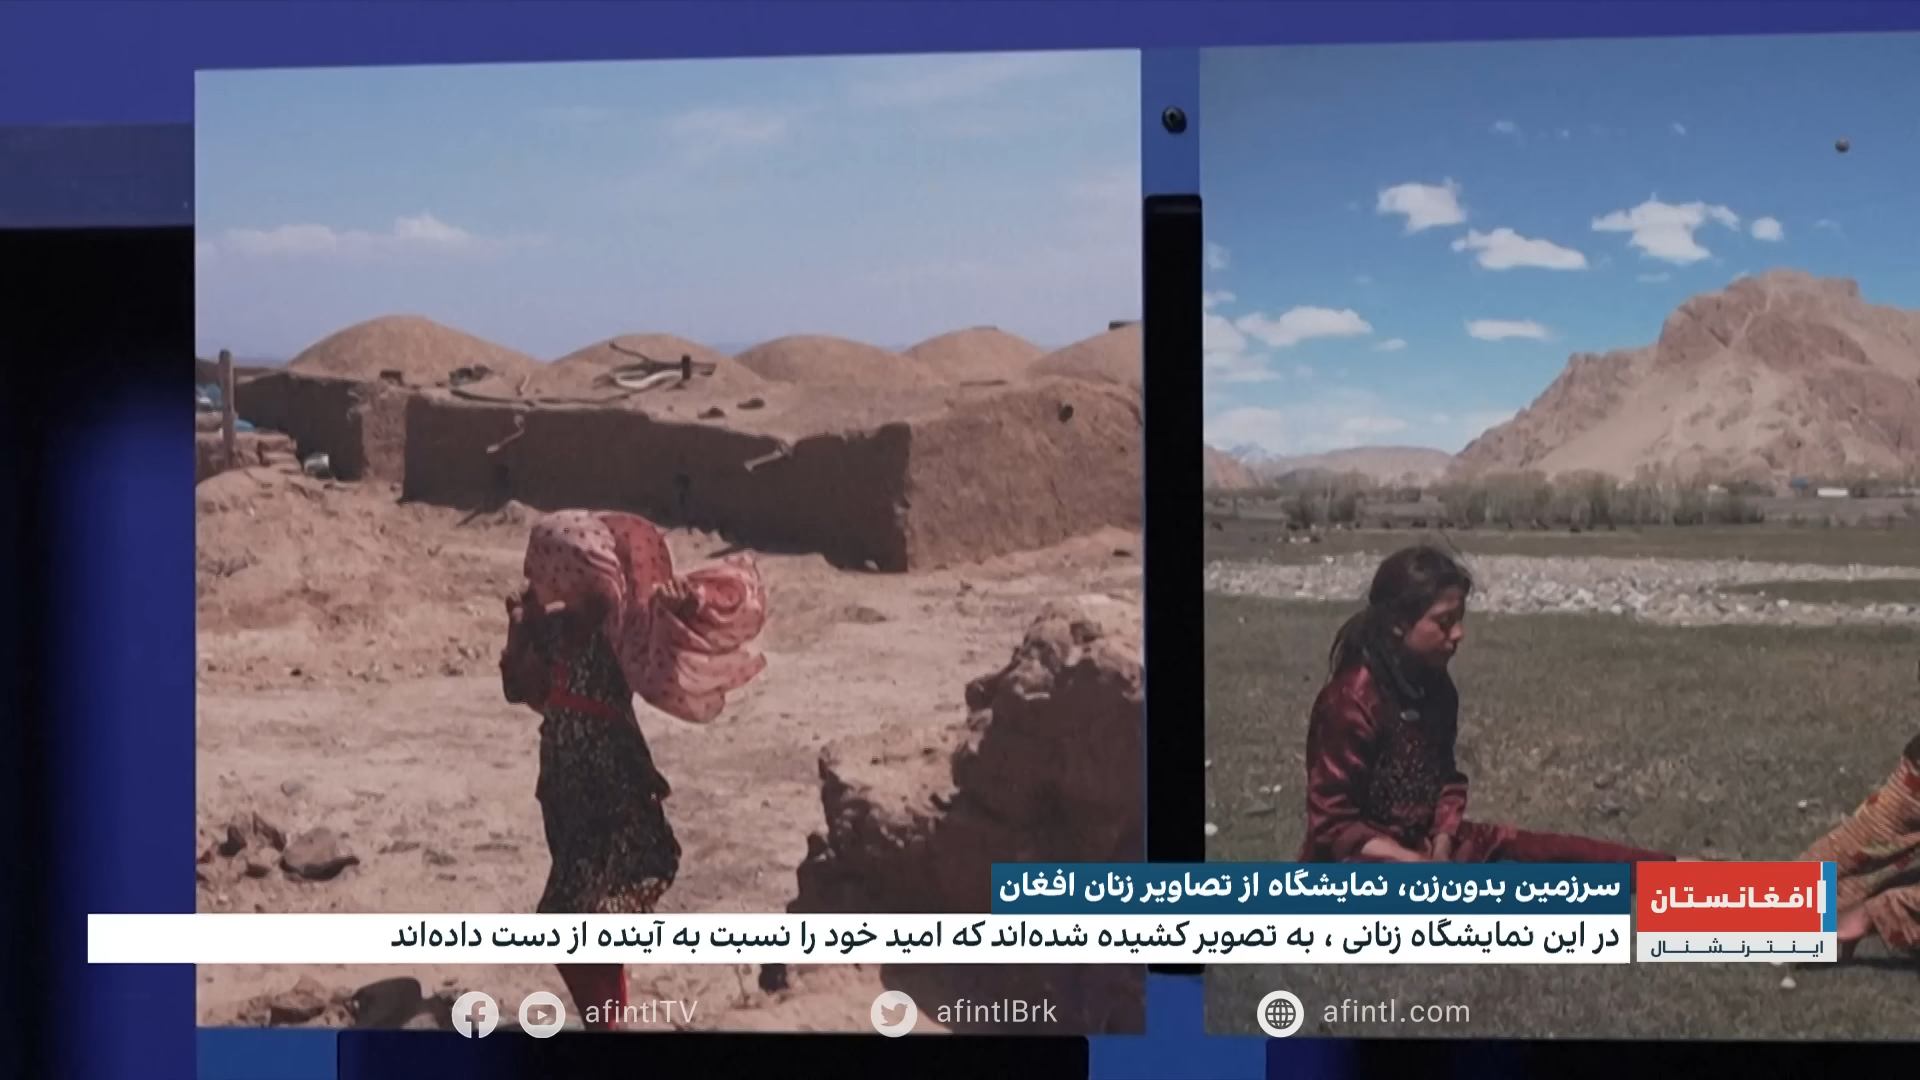 سرزمین بدون‌زن، نمایشگاه از تصاویر زنان افغان
در این نمایشگاه زنانی ، به تصویر کشیده شده‌اند که امید خود را نسبت به آینده از دست داده‌اند
افغانستان
اینترنشنال
afintlTV
afintlBrk
afintl.com